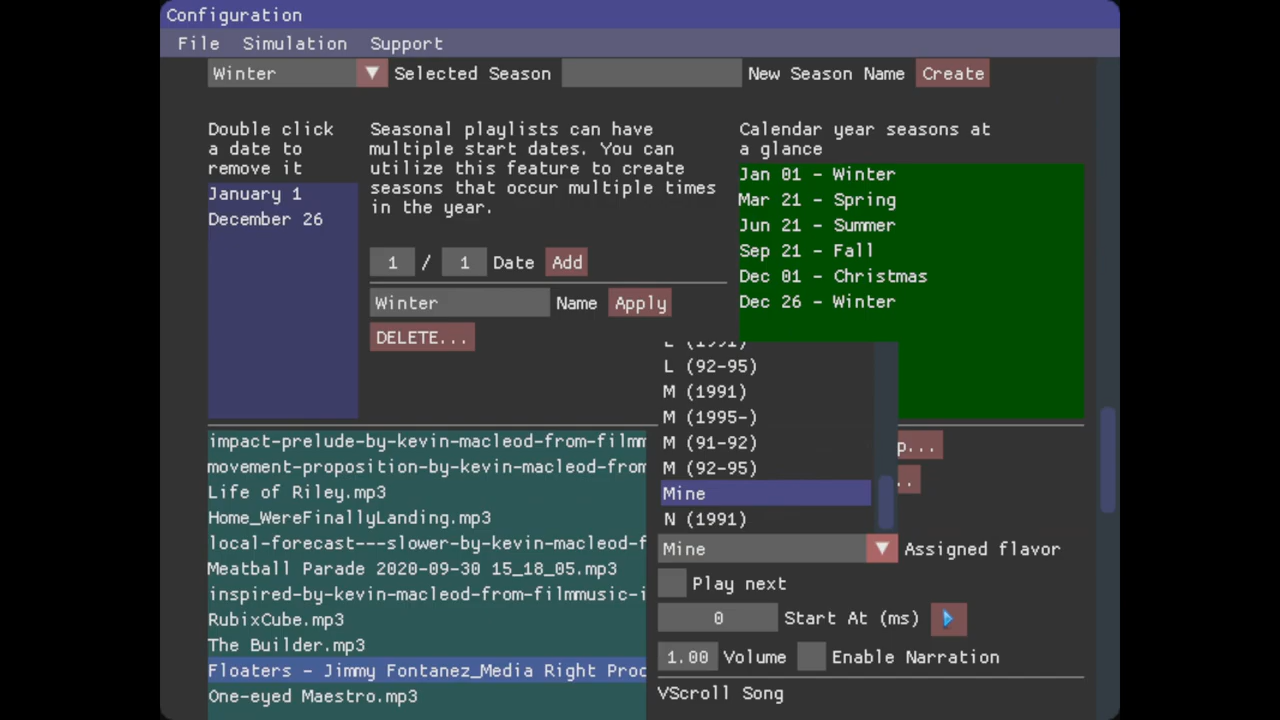 Configuration
File Simulation Support
Winter Selected Season New Season Name Create
Double click
a date to
remove it
January 1
December 26
Seasonal playlists can have
multiple start dates. You can
utilize this feature to create
seasons that occur multiple times
in the year.
1 / 1 Date Add
Winter Name Apply
DELETE...
Calendar year seasons at
a glance
Jan 01 - Winter
Mar 21 - Spring
Jun 21 - Summer
Sep 21 - Fall
Dec 01 - Christmas
Dec 26 - Winter
impact-prelude-by-kevin-macleod-from-filmm
movement-proposition-by-kevin-macleod-from
Life of Riley.mp3
Home_WereFinallyLanding.mp3
local-forecast---slower-by-kevin-macleod-f
Meatball Parade 2020-09-30 15_18_05.mp3
inspired-by-kevin-macleod-from-filmmusic-i
RubixCube.mp3
The Builder.mp3
Floaters - Jimmy Fontanez_Media Right Proc
One-eyed Maestro.mp3
L (1991)
L (92-95)
M (1991)
M (1995-)
M (91-92)
M (92-95)
Mine
N (1991)
p...
..
Mine Assigned flavor
Play next
0 Start At (ms)
1.00 Volume Enable Narration
VScroll Song